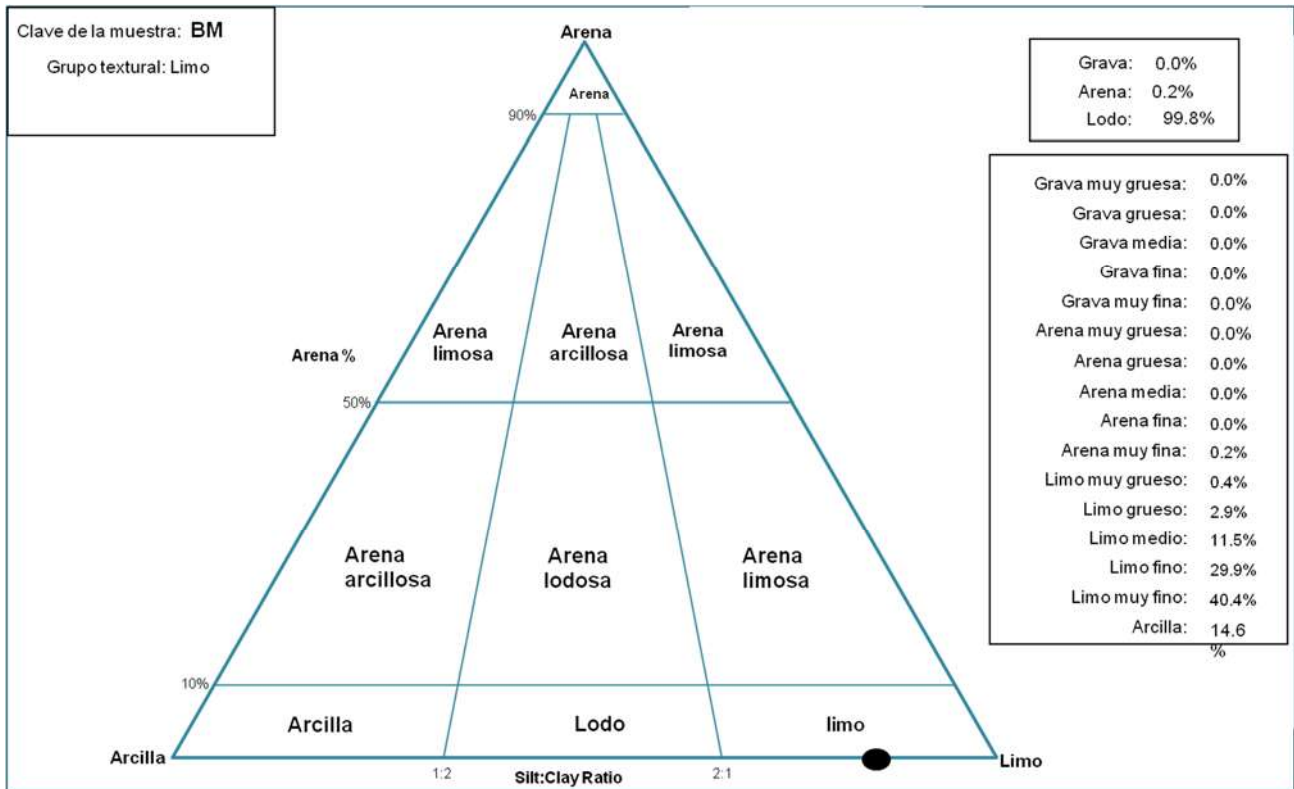 Clave de la muestra: BM
Grupo textural: Limo
Arena
Arena
90%
Arena
limosa
Arena
arcillosa
Arena
limosa
Arena %
50%
Arena
arcillosa
Arena
lodosa
Arena
limosa
10%
Arcilla
Lodo
limo
Arcilla
1:2
Silt:Clay Ratio
2:1
Limo
Grava: 0.0%
Arena: 0.2%
Lodo: 99.8%
Grava muy gruesa: 0.0%
Grava gruesa: 0.0%
Grava media: 0.0%
Grava fina: 0.0%
Grava muy fina: 0.0%
Arena muy gruesa: 0.0%
Arena gruesa: 0.0%
Arena media: 0.0%
Arena fina: 0.0%
Arena muy fina: 0.2%
Limo muy grueso: 0.4%
Limo grueso: 2.9%
Limo medio: 11.5%
Limo fino: 29.9%
Limo muy fino: 40.4%
Arcilla: 14.6
%